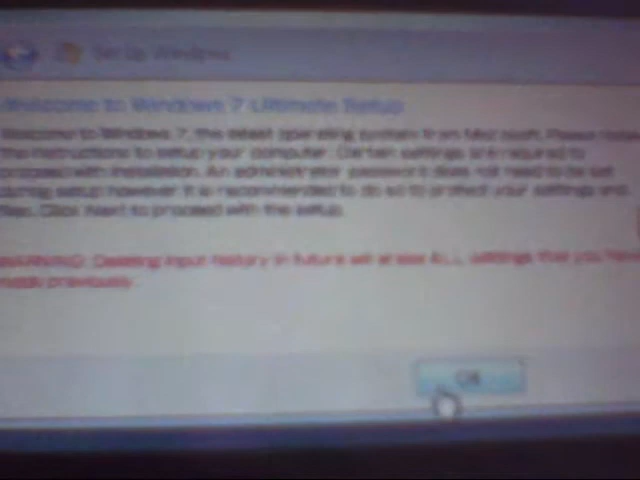 Set Up Windows
Welcome to Windows 7 Ultimate Setup
Welcome to Windows 7, the latest operating system from Microsoft. Please
the instructions to setup your computer. Certain settings are required to
proceed with installation. An administrator password does not need to be set
during setup however it is recommended to do so to protect your settings and
files. Click Next to proceed with the setup.
WARNING: Deleting input history in future will erase ALL settings that you have
made previously.
OK